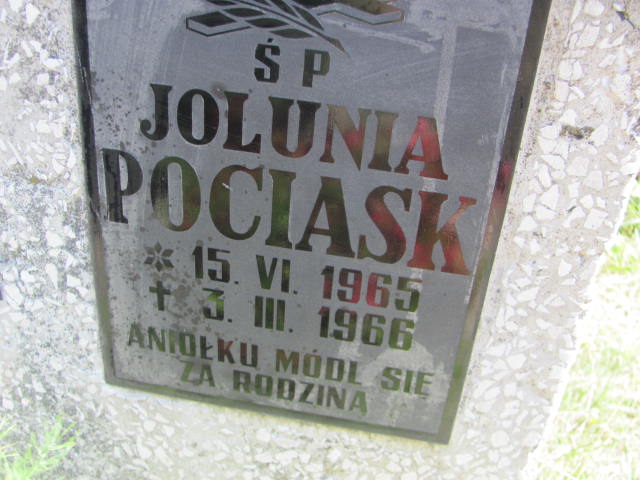 Ś P
JOLUNIA
POCIASK
* 15. VI. 1965
✝ 3. III. 1966
ANIOŁKU MÓDL SIĘ
ZA RODZINĄ